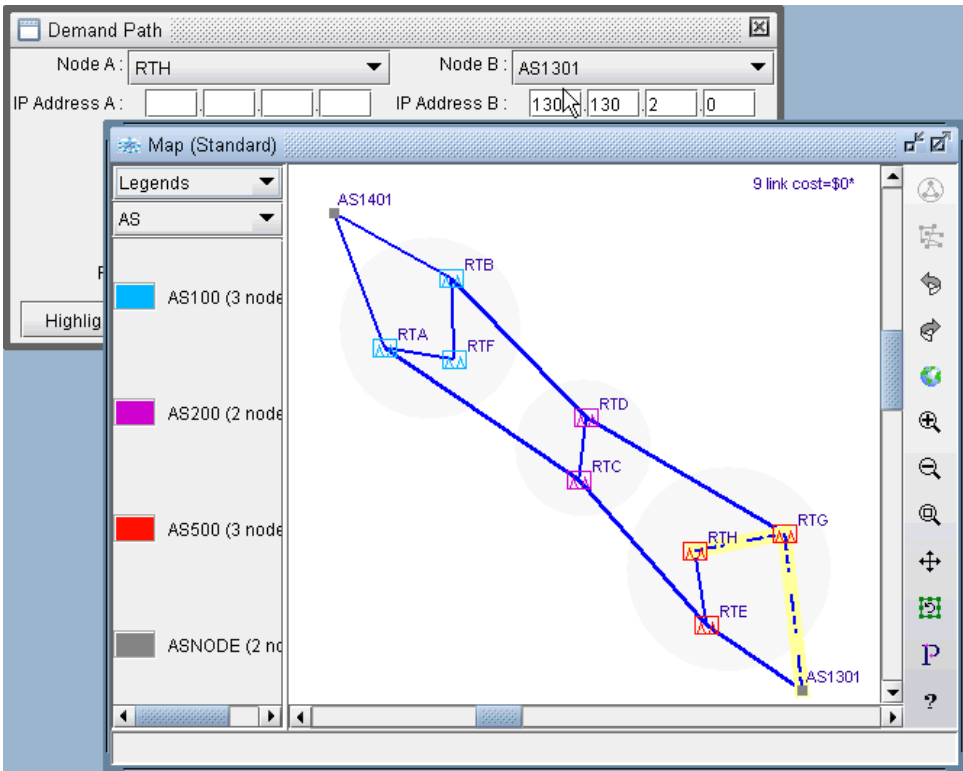 Demand Path
Node A : RTH Node B : AS1301
IP Address A : . . . IP Address B : 130 .130 .2 .0
F
Highlig
Map (Standard)
Legends
AS
AS100 (3 node
AS200 (2 node
AS500 (3 node
ASNODE (2 no
9 link cost=$0*
AS1401
RTB
RTA
RTF
RTD
RTC
RTG
RTH
RTE
AS1301
P
?